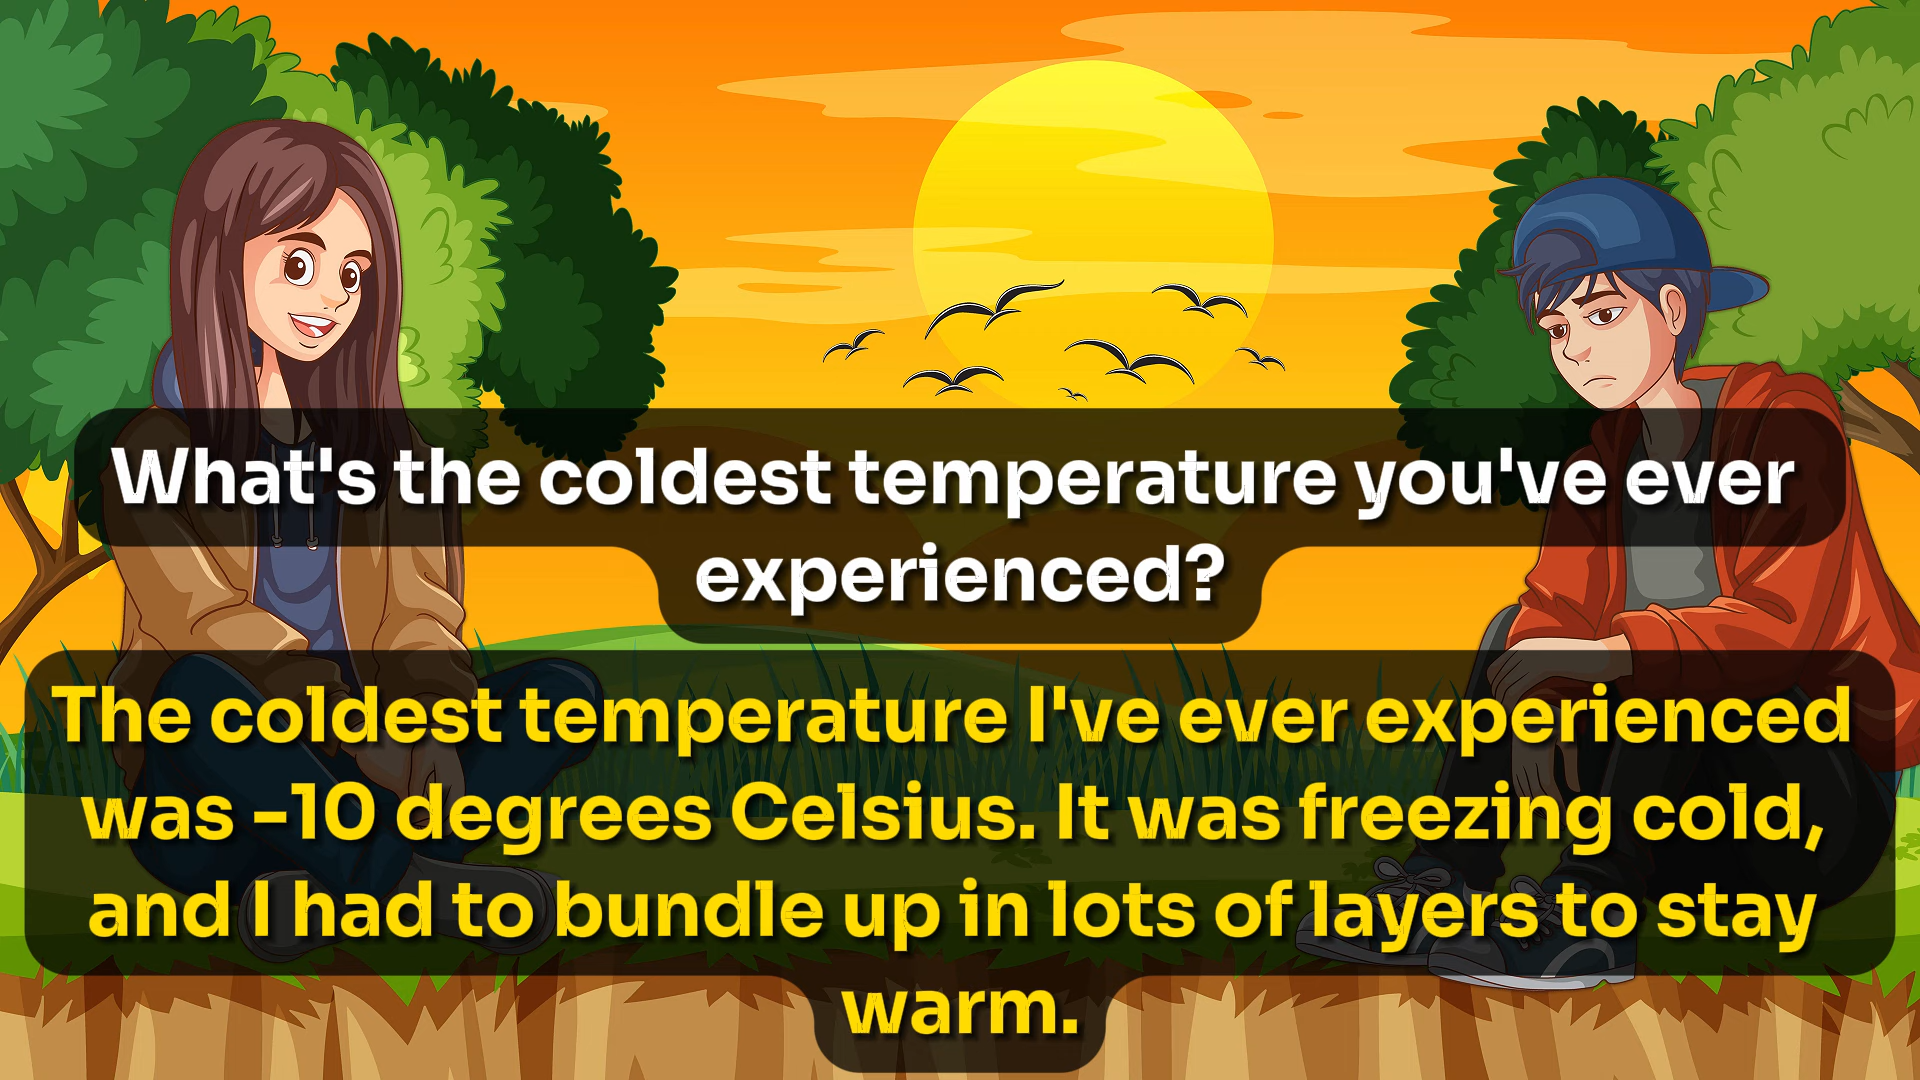 What's the coldest temperature you've ever
experienced?
The coldest temperature I've ever experienced
was -10 degrees Celsius. It was freezing cold,
and I had to bundle up in lots of layers to stay
warm.